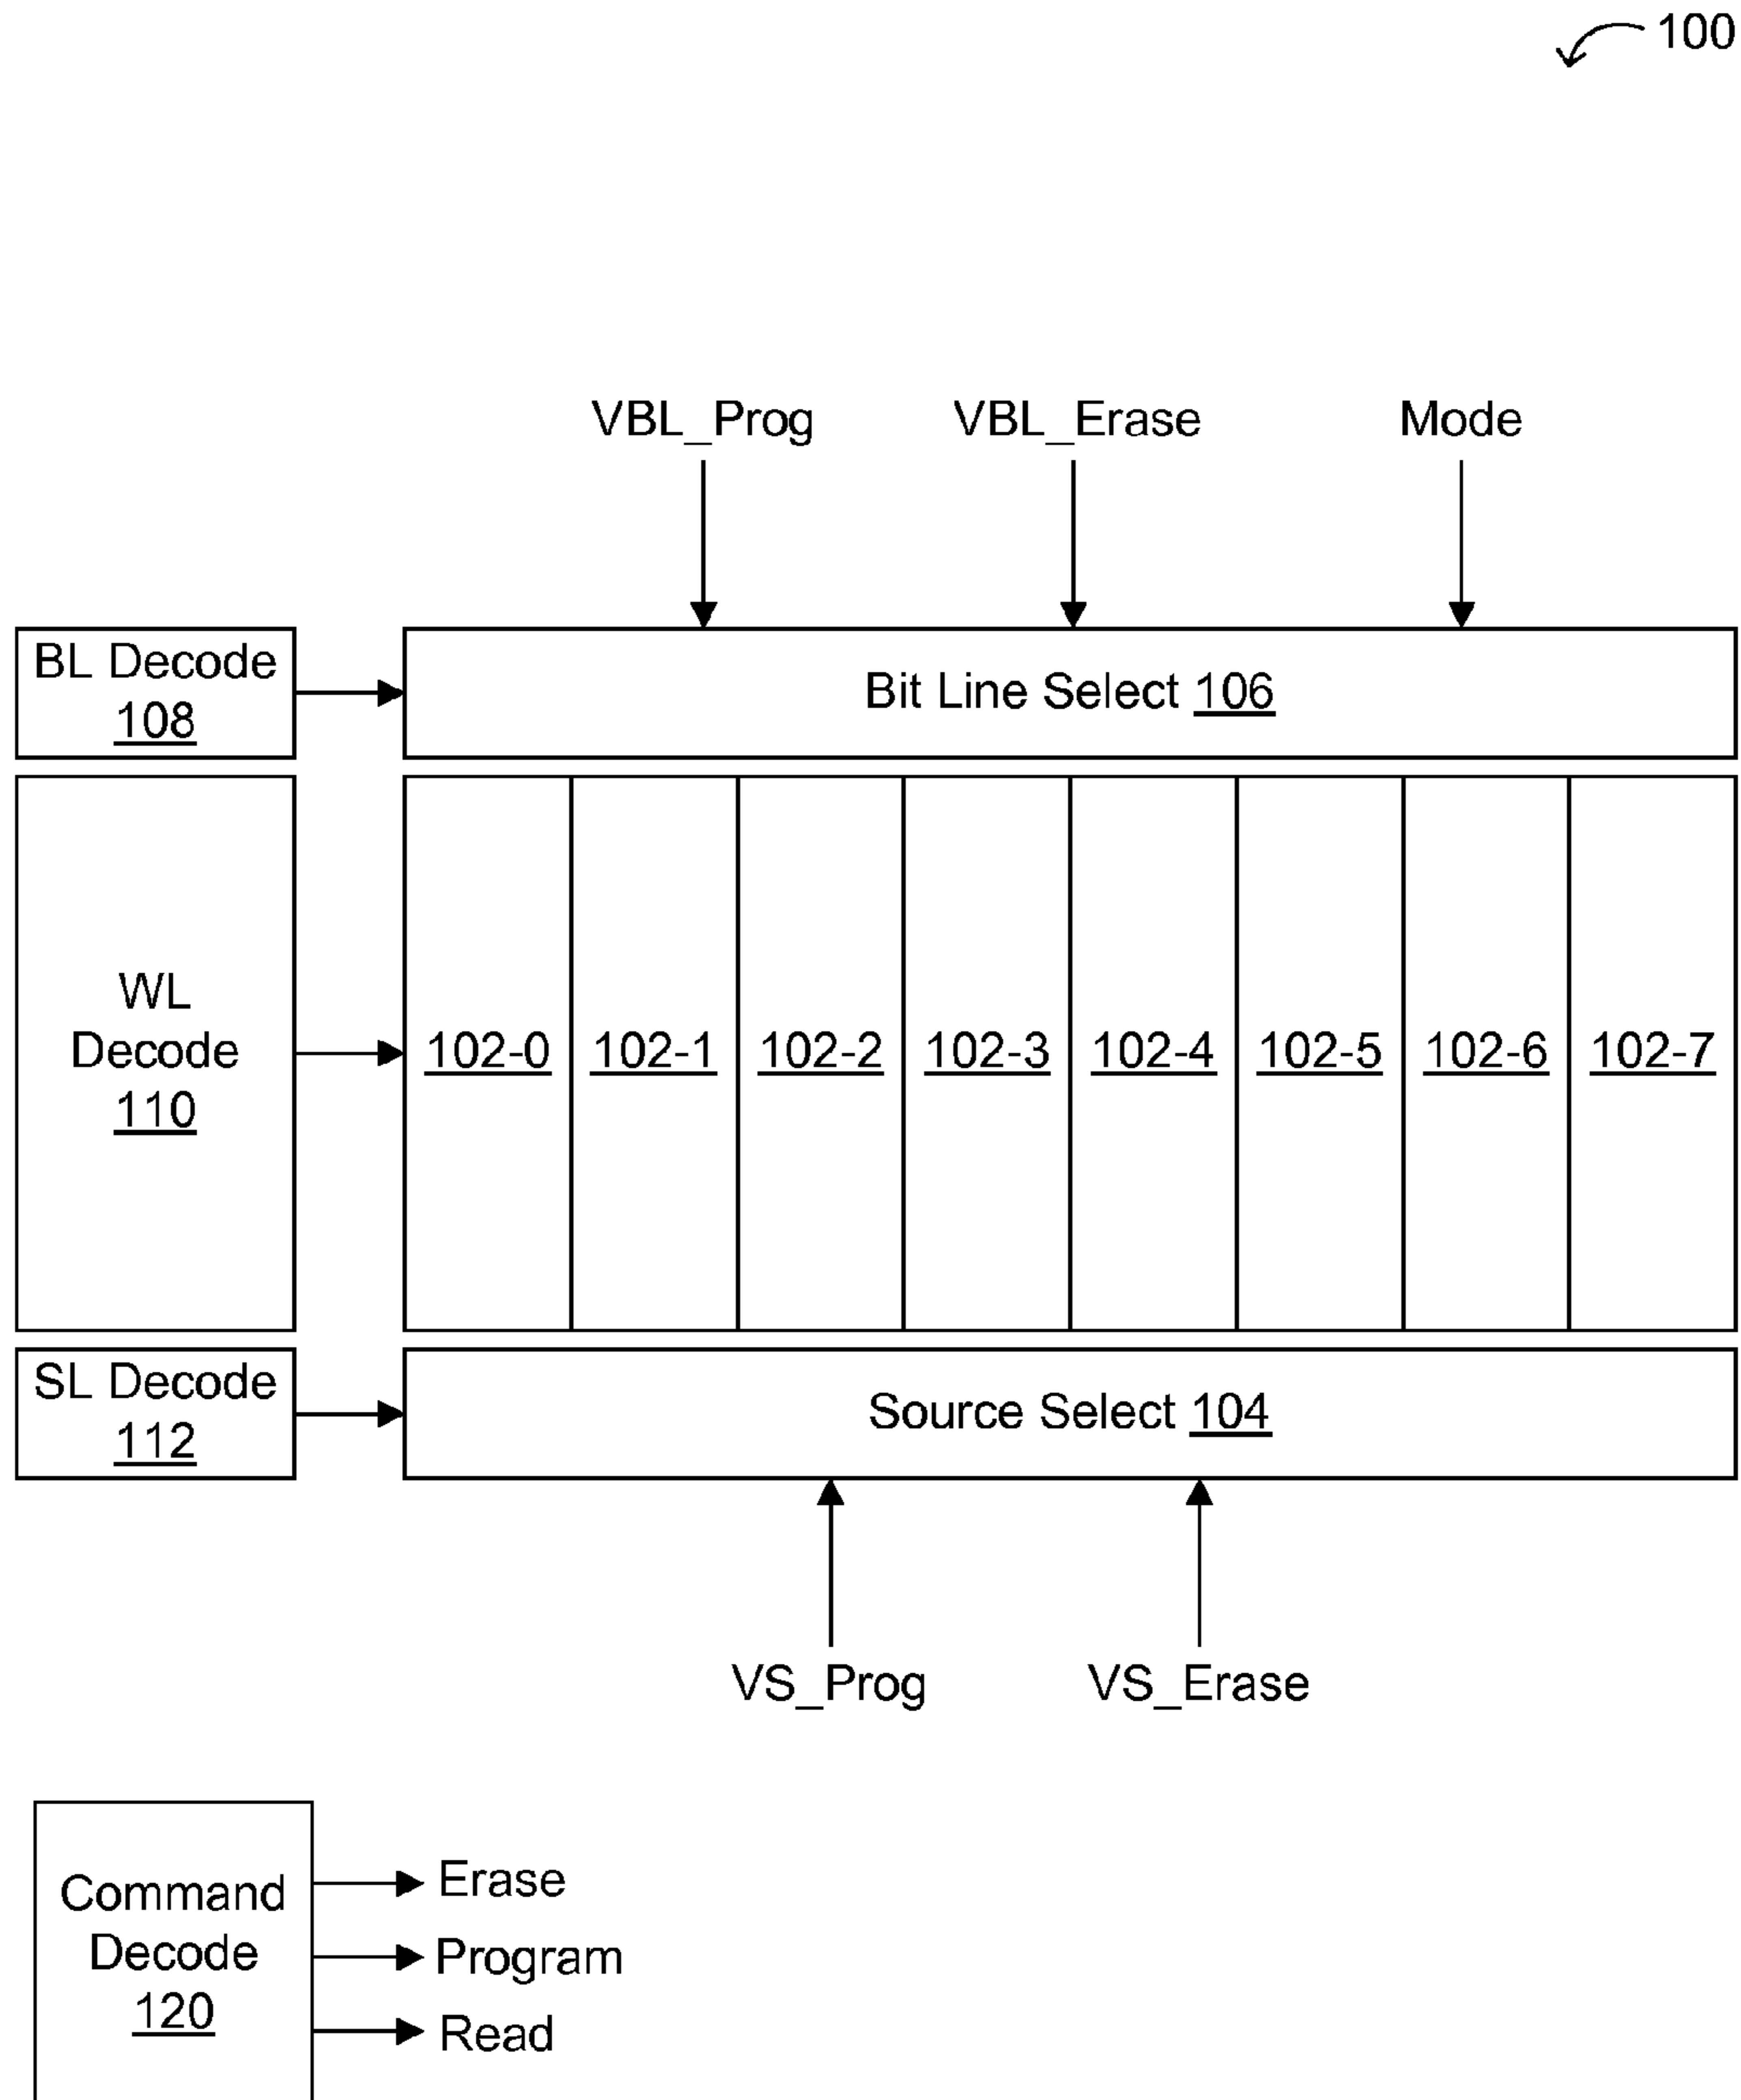 100
VBL_Prog
VBL_Erase
Mode
BL Decode
108
Bit Line Select 106
WL
Decode
110
102-0
102-1
102-2
102-3
102-4
102-5
102-6
102-7
SL Decode
112
Source Select 104
VS_Prog
VS_Erase
Command
Decode
120
Erase
Program
Read